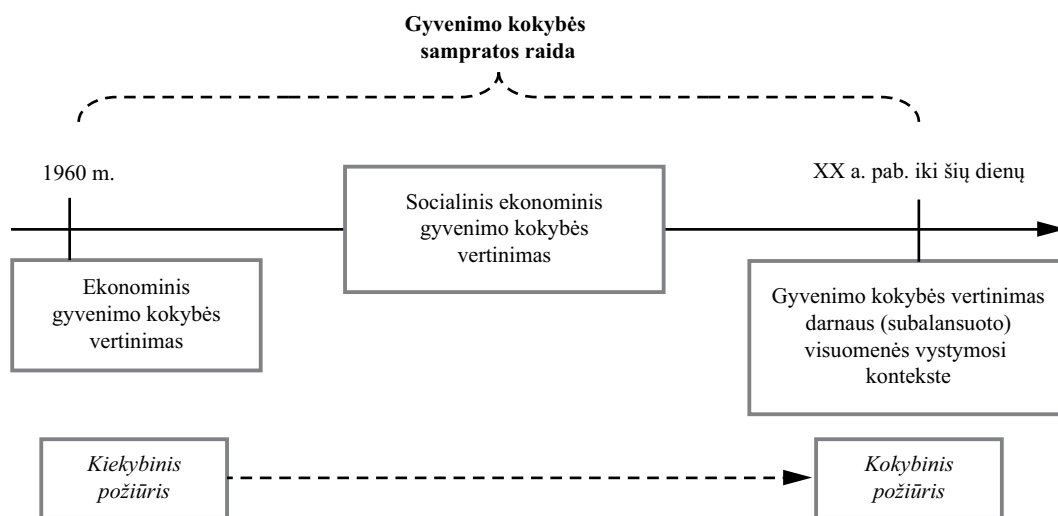 Gyvenimo kokybės
sampratos raida
1960 m.
XX a. pab. iki šių dienų
Socialinis ekonominis
gyvenimo kokybės
vertinimas
Ekonominis
gyvenimo kokybės
vertinimas
Gyvenimo kokybės vertinimas
darnaus (subalansuoto)
visuomenės vystymosi
kontekste
Kiekybinis
požiūris
Kokybinis
požiūris